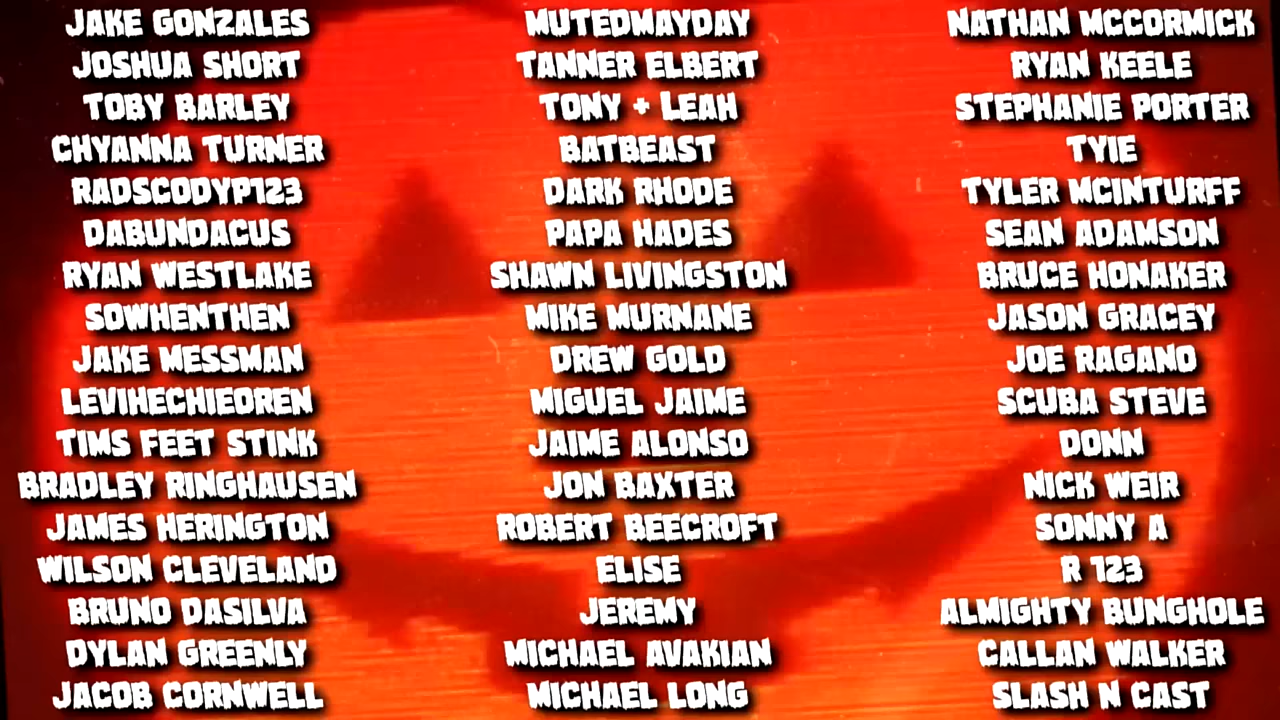 JAKE GONZALES
JOSHUA SHORT
TOBY BARLEY
CHYANNA TURNER
RADSCODYP123
DABUNDACUS
RYAN WESTLAKE
SOWHENTHEN
JAKE MESSMAN
LEVIHECHIEOREN
TIMS FEET STINK
BRADLEY RINGHAUSEN
JAMES HERINGTON
WILSON CLEVELAND
BRUNO DASILVA
DYLAN GREENLY
JACOB CORNWELL
MUTEDMAYDAY
TANNER ELBERT
TONY + LEAH
BATBEAST
DARK RHODE
PAPA HADES
SHAWN LIVINGSTON
MIKE MURNANE
DREW GOLD
MIGUEL JAIME
JAIME ALONSO
JON BAXTER
ROBERT BEECROFT
ELISE
JEREMY
MICHAEL AVAKIAN
MICHAEL LONG
NATHAN MCCORMICK
RYAN KEELE
STEPHANIE PORTER
TYIE
TYLER MCINTURFF
SEAN ADAMSON
BRUCE HONAKER
JASON GRACEY
JOE RAGANO
SCUBA STEVE
DONN
NICK WEIR
SONNY A
R 123
ALMIGHTY BUNGHOLE
CALLAN WALKER
SLASH N CAST